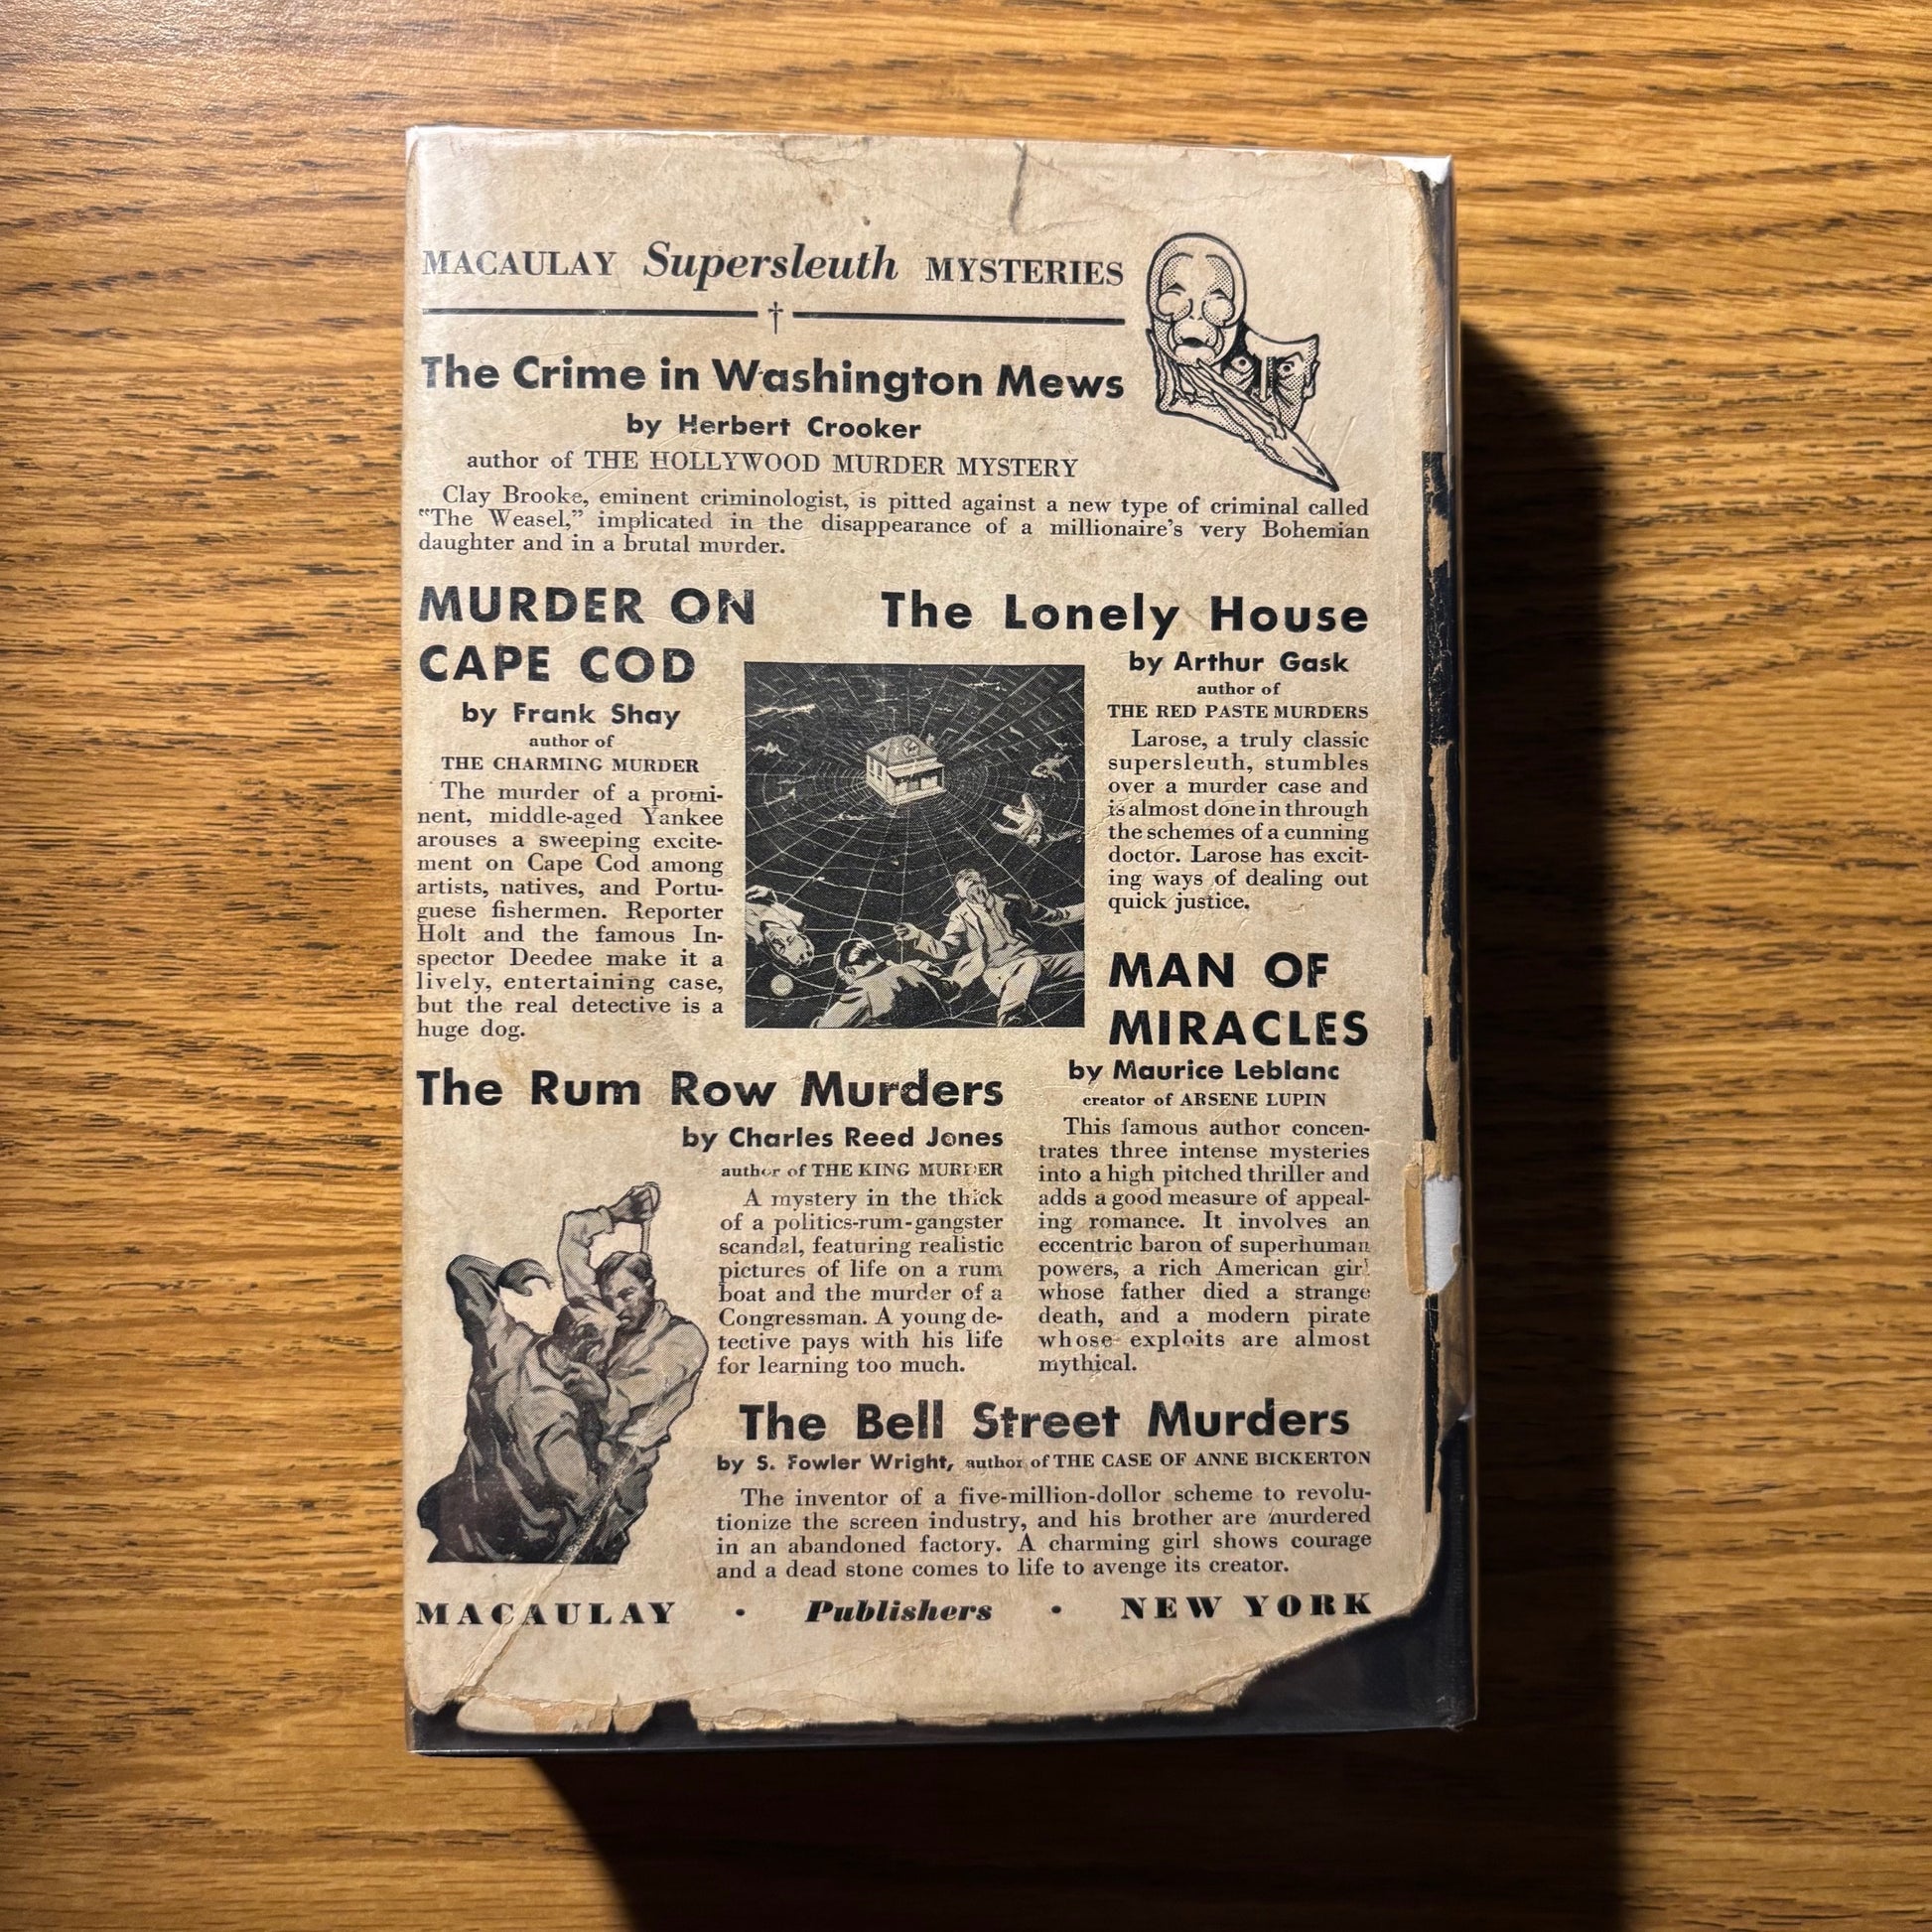 MACAULAY Supersleuth MYSTERIES
†
The Crime in Washington Mews
by Herbert Crooker
author of THE HOLLYWOOD MURDER MYSTERY
Clay Brooke, eminent criminologist, is pitted against a new type of criminal called
"The Weasel," implicated in the disappearance of a millionaire's very Bohemian
daughter and in a brutal murder.
MURDER ON
CAPE COD
by Frank Shay
author of
THE CHARMING MURDER
The murder of a promi-
nent, middle-aged Yankee
arouses a sweeping excite-
ment on Cape Cod among
artists, natives, and Portu-
guese fishermen. Reporter
Holt and the famous In-
spector Deedee make it a
lively, entertaining case,
but the real detective is a
huge dog.
The Lonely House
by Arthur Gask
author of
THE RED PASTE MURDERS
Larose, a truly classic
supersleuth, stumbles
over a murder case and
is almost done in through
the schemes of a cunning
doctor. Larose has excit-
ing ways of dealing out
quick justice.
MAN OF
MIRACLES
by Maurice Leblanc
creator of ARSENE LUPIN
This famous author concen-
trates three intense mysteries
into a high pitched thriller and
adds a good measure of appeal-
ing romance. It involves an
eccentric baron of superhuman
powers, a rich American girl
whose father died a strange
death, and a modern pirate
whose exploits are almost
mythical.
The Rum Row Murders
by Charles Reed Jones
author of THE KING MURDER
A mystery in the thick
of a politics-rum-gangster
scandal, featuring realistic
pictures of life on a rum
boat and the murder of a
Congressman. A young de-
tective pays with his life
for learning too much.
The Bell Street Murders
by S. Fowler Wright, author of THE CASE OF ANNE BICKERTON
The inventor of a five-million-dollor scheme to revolu-
tionize the screen industry, and his brother are murdered
in an abandoned factory. A charming girl shows courage
and a dead stone comes to life to avenge its creator.
MACAULAY • Publishers • NEW YORK